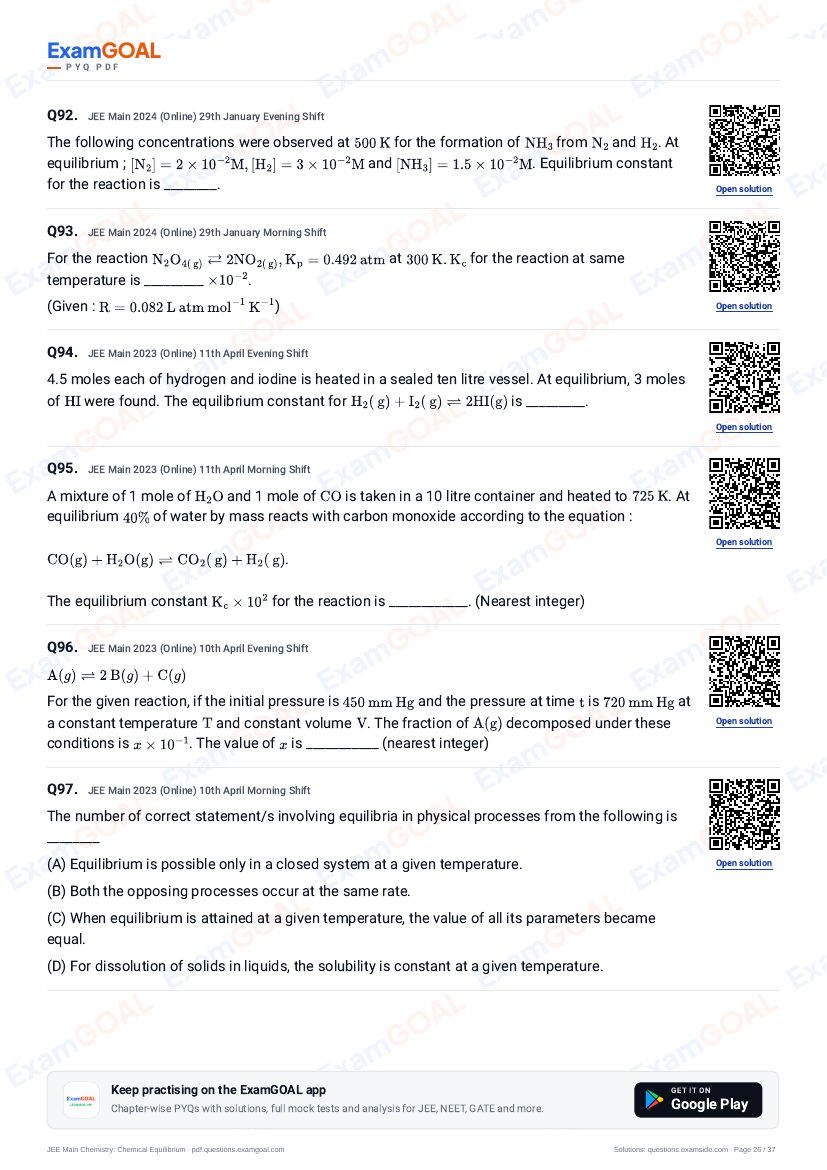 ExamGOAL
PYQ PDF
Q92. JEE Main 2024 (Online) 29th January Evening Shift
The following concentrations were observed at 500 K for the formation of NH₃ from N₂ and H₂. At
equilibrium ; [N₂] = 2 × 10⁻²M, [H₂] = 3 × 10⁻²M and [NH₃] = 1.5 × 10⁻²M. Equilibrium constant
for the reaction is ________.
Open solution
Q93. JEE Main 2024 (Online) 29th January Morning Shift
For the reaction N₂O₄₍g₎ ⇄ 2NO₂₍g₎, Kp = 0.492 atm at 300 K. Kc for the reaction at same
temperature is _________ ×10⁻².
(Given : R = 0.082 L atm mol⁻¹ K⁻¹)
Open solution
Q94. JEE Main 2023 (Online) 11th April Evening Shift
4.5 moles each of hydrogen and iodine is heated in a sealed ten litre vessel. At equilibrium, 3 moles
of HI were found. The equilibrium constant for H₂( g) + I₂( g) ⇌ 2HI(g) is _________.
Open solution
Q95. JEE Main 2023 (Online) 11th April Morning Shift
A mixture of 1 mole of H₂O and 1 mole of CO is taken in a 10 litre container and heated to 725 K. At
equilibrium 40% of water by mass reacts with carbon monoxide according to the equation :
CO(g) + H₂O(g) ⇌ CO₂( g) + H₂( g).
The equilibrium constant Kc × 10² for the reaction is ____________. (Nearest integer)
Open solution
Q96. JEE Main 2023 (Online) 10th April Evening Shift
A(g) ⇌ 2 B(g) + C(g)
For the given reaction, if the initial pressure is 450 mm Hg and the pressure at time t is 720 mm Hg at
a constant temperature T and constant volume V. The fraction of A(g) decomposed under these
conditions is x × 10⁻¹. The value of x is ___________ (nearest integer)
Open solution
Q97. JEE Main 2023 (Online) 10th April Morning Shift
The number of correct statement/s involving equilibria in physical processes from the following is
________
(A) Equilibrium is possible only in a closed system at a given temperature.
(B) Both the opposing processes occur at the same rate.
(C) When equilibrium is attained at a given temperature, the value of all its parameters became
equal.
(D) For dissolution of solids in liquids, the solubility is constant at a given temperature.
Open solution
ExamGOAL
Keep practising on the ExamGOAL app
Chapter-wise PYQs with solutions, full mock tests and analysis for JEE, NEET, GATE and more.
GET IT ON
Google Play
JEE Main Chemistry: Chemical Equilibrium · pdf.questions.examgoal.com
Solutions: questions.examside.com · Page 26 / 37